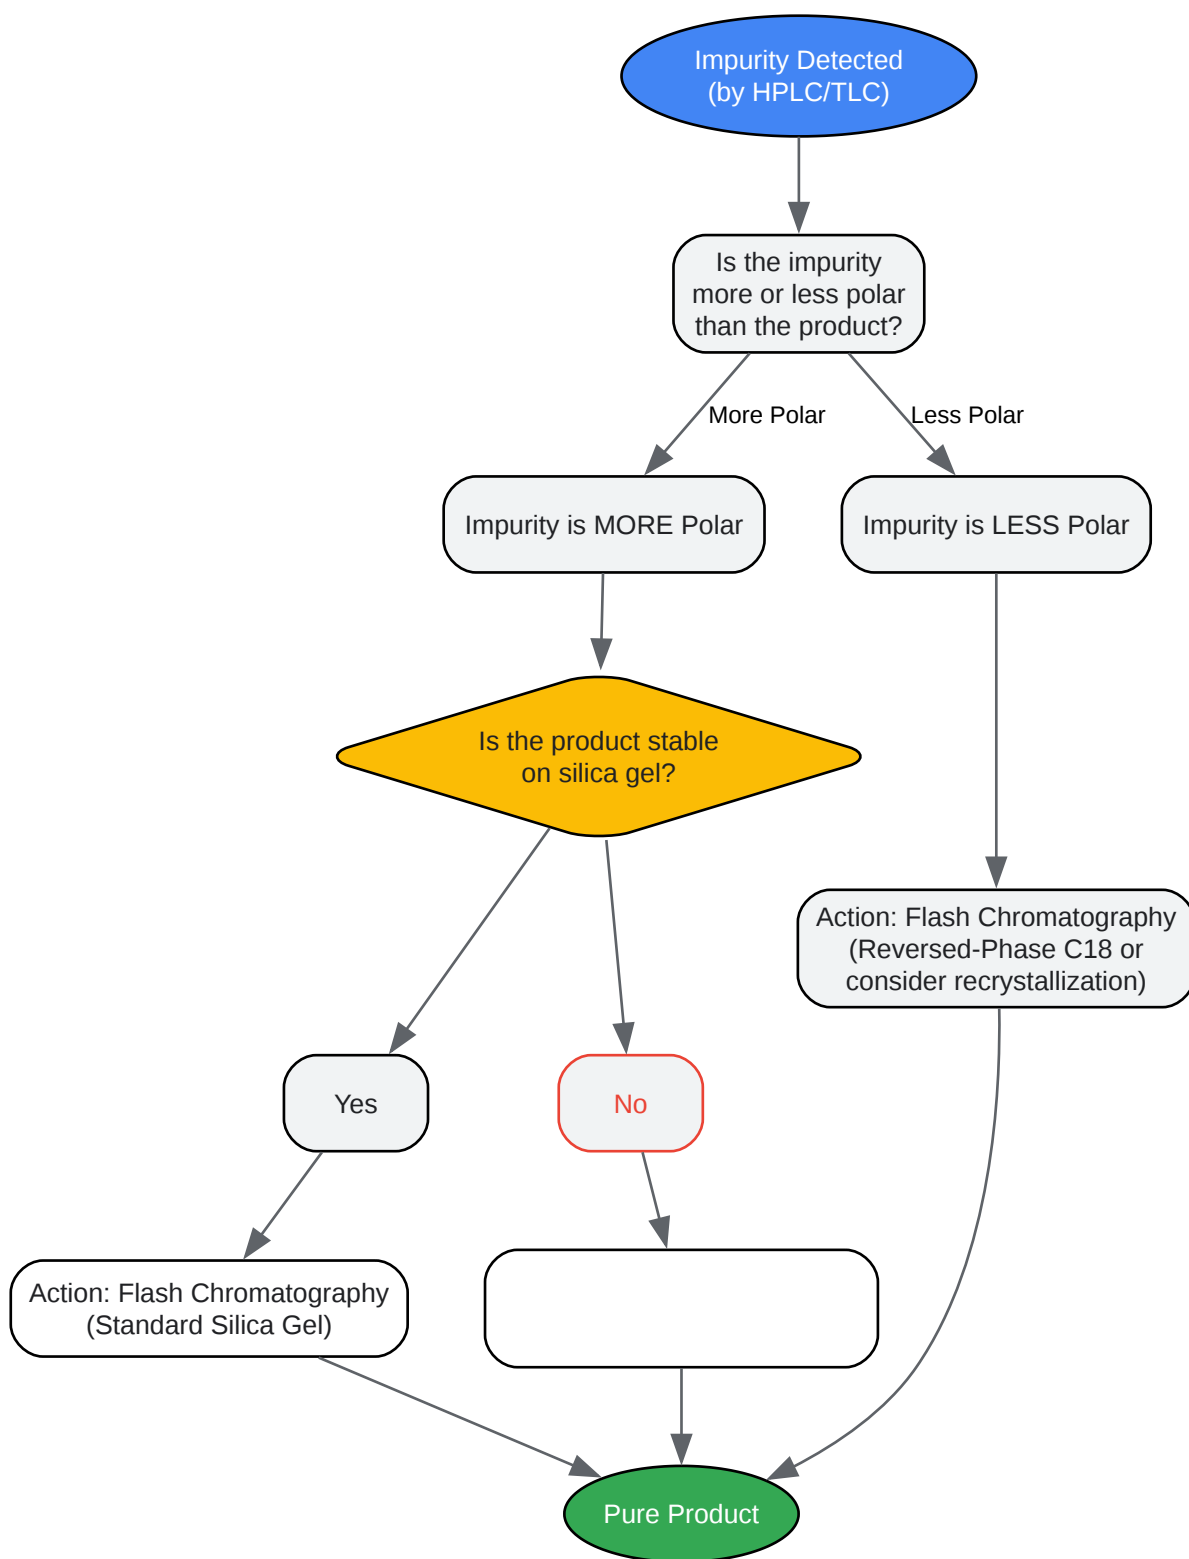 Impurity Detected
(by HPLC/TLC)
Is the impurity
more or less polar
than the product?
More Polar
Less Polar
Impurity is MORE Polar
Impurity is LESS Polar
Is the product stable
on silica gel?
Action: Flash Chromatography
(Reversed-Phase C18 or
consider recrystallization)
Yes
No
Action: Flash Chromatography
(Standard Silica Gel)
Pure Product